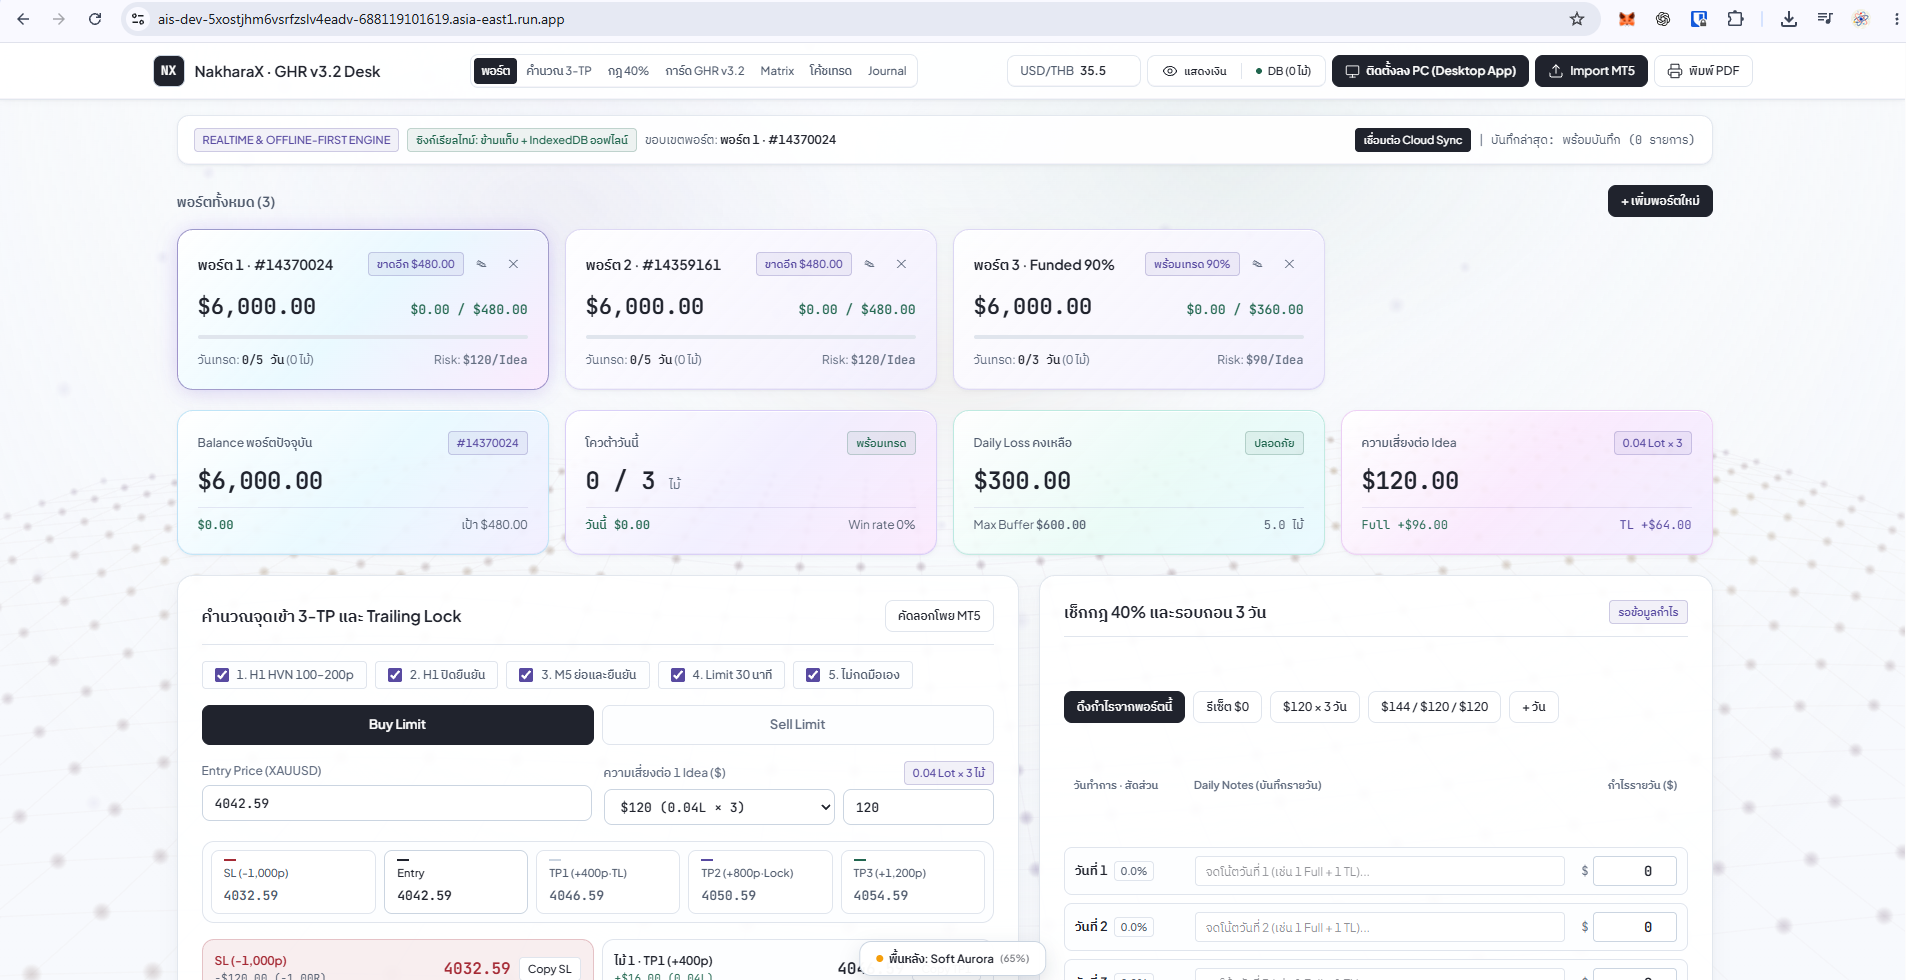 ais-dev-5xostjhm6vsrfzslv4eadv-688119101619.asia-east1.run.app
NX NakharaX · GHR v3.2 Desk พอร์ต คำนวณ 3-TP กฎ 40% การ์ด GHR v3.2 Matrix โค้ชเทรด Journal USD/THB 35.5 แสดงเงิน DB (0 ไม้) ติดตั้งลง PC (Desktop App) Import MT5 พิมพ์ PDF
REALTIME & OFFLINE-FIRST ENGINE ซิงก์เรียลไทม์: ข้ามแท็บ + IndexedDB ออฟไลน์ ขอบเขตพอร์ต: พอร์ต 1 · #14370024 เชื่อมต่อ Cloud Sync | บันทึกล่าสุด: พร้อมบันทึก (0 รายการ)
พอร์ตทั้งหมด (3) + เพิ่มพอร์ตใหม่
พอร์ต 1 · #14370024 ขาดอีก $480.00
$6,000.00 $0.00 / $480.00
วันเทรด: 0/5 วัน (0 ไม้) Risk: $120/Idea
พอร์ต 2 · #14359161 ขาดอีก $480.00
$6,000.00 $0.00 / $480.00
วันเทรด: 0/5 วัน (0 ไม้) Risk: $120/Idea
พอร์ต 3 · Funded 90% พร้อมเทรด 90%
$6,000.00 $0.00 / $360.00
วันเทรด: 0/3 วัน (0 ไม้) Risk: $90/Idea
Balance พอร์ตปัจจุบัน #14370024
$6,000.00
$0.00 เป้า $480.00
โควต้าวันนี้ พร้อมเทรด
0 / 3 ไม้
วันนี้ $0.00 Win rate 0%
Daily Loss คงเหลือ ปลอดภัย
$300.00
Max Buffer $600.00 5.0 ไม้
ความเสี่ยงต่อ Idea 0.04 Lot × 3
$120.00
Full +$96.00 TL +$64.00
คำนวณจุดเข้า 3-TP และ Trailing Lock คัดลอกโพย MT5
1. H1 HVN 100-200p 2. H1 ปิดยืนยัน 3. M5 ย่อและยืนยัน 4. Limit 30 นาที 5. ไม่กดมือเอง
Buy Limit Sell Limit
Entry Price (XAUUSD) ความเสี่ยงต่อ 1 Idea ($) 0.04 Lot × 3 ไม้
4042.59 $120 (0.04L × 3) 120
SL (-1,000p) Entry TP1 (+400p·TL) TP2 (+800p·Lock) TP3 (+1,200p)
4032.59 4042.59 4046.59 4050.59 4054.59
SL (-1,000p) 4032.59 Copy SL
-$120.00 (-1.00R)
ไม้ 1 · TP1 (+400p)
+$16.00 (0.04L)
เช็กกฎ 40% และรอบถอน 3 วัน รอข้อมูลกำไร
ดึงกำไรจากพอร์ตนี้ รีเซ็ต $0 $120 × 3 วัน $144 / $120 / $120 + วัน
วันทำการ · สัดส่วน Daily Notes (บันทึกรายวัน) กำไรรายวัน ($)
วันที่ 1 0.0% จดโน้ตวันที่ 1 (เช่น 1 Full + 1 TL)... $ 0
วันที่ 2 0.0% จดโน้ตวันที่ 2 (เช่น 1 Full + 1 TL)... $ 0
พื้นหลัง: Soft Aurora (65%)